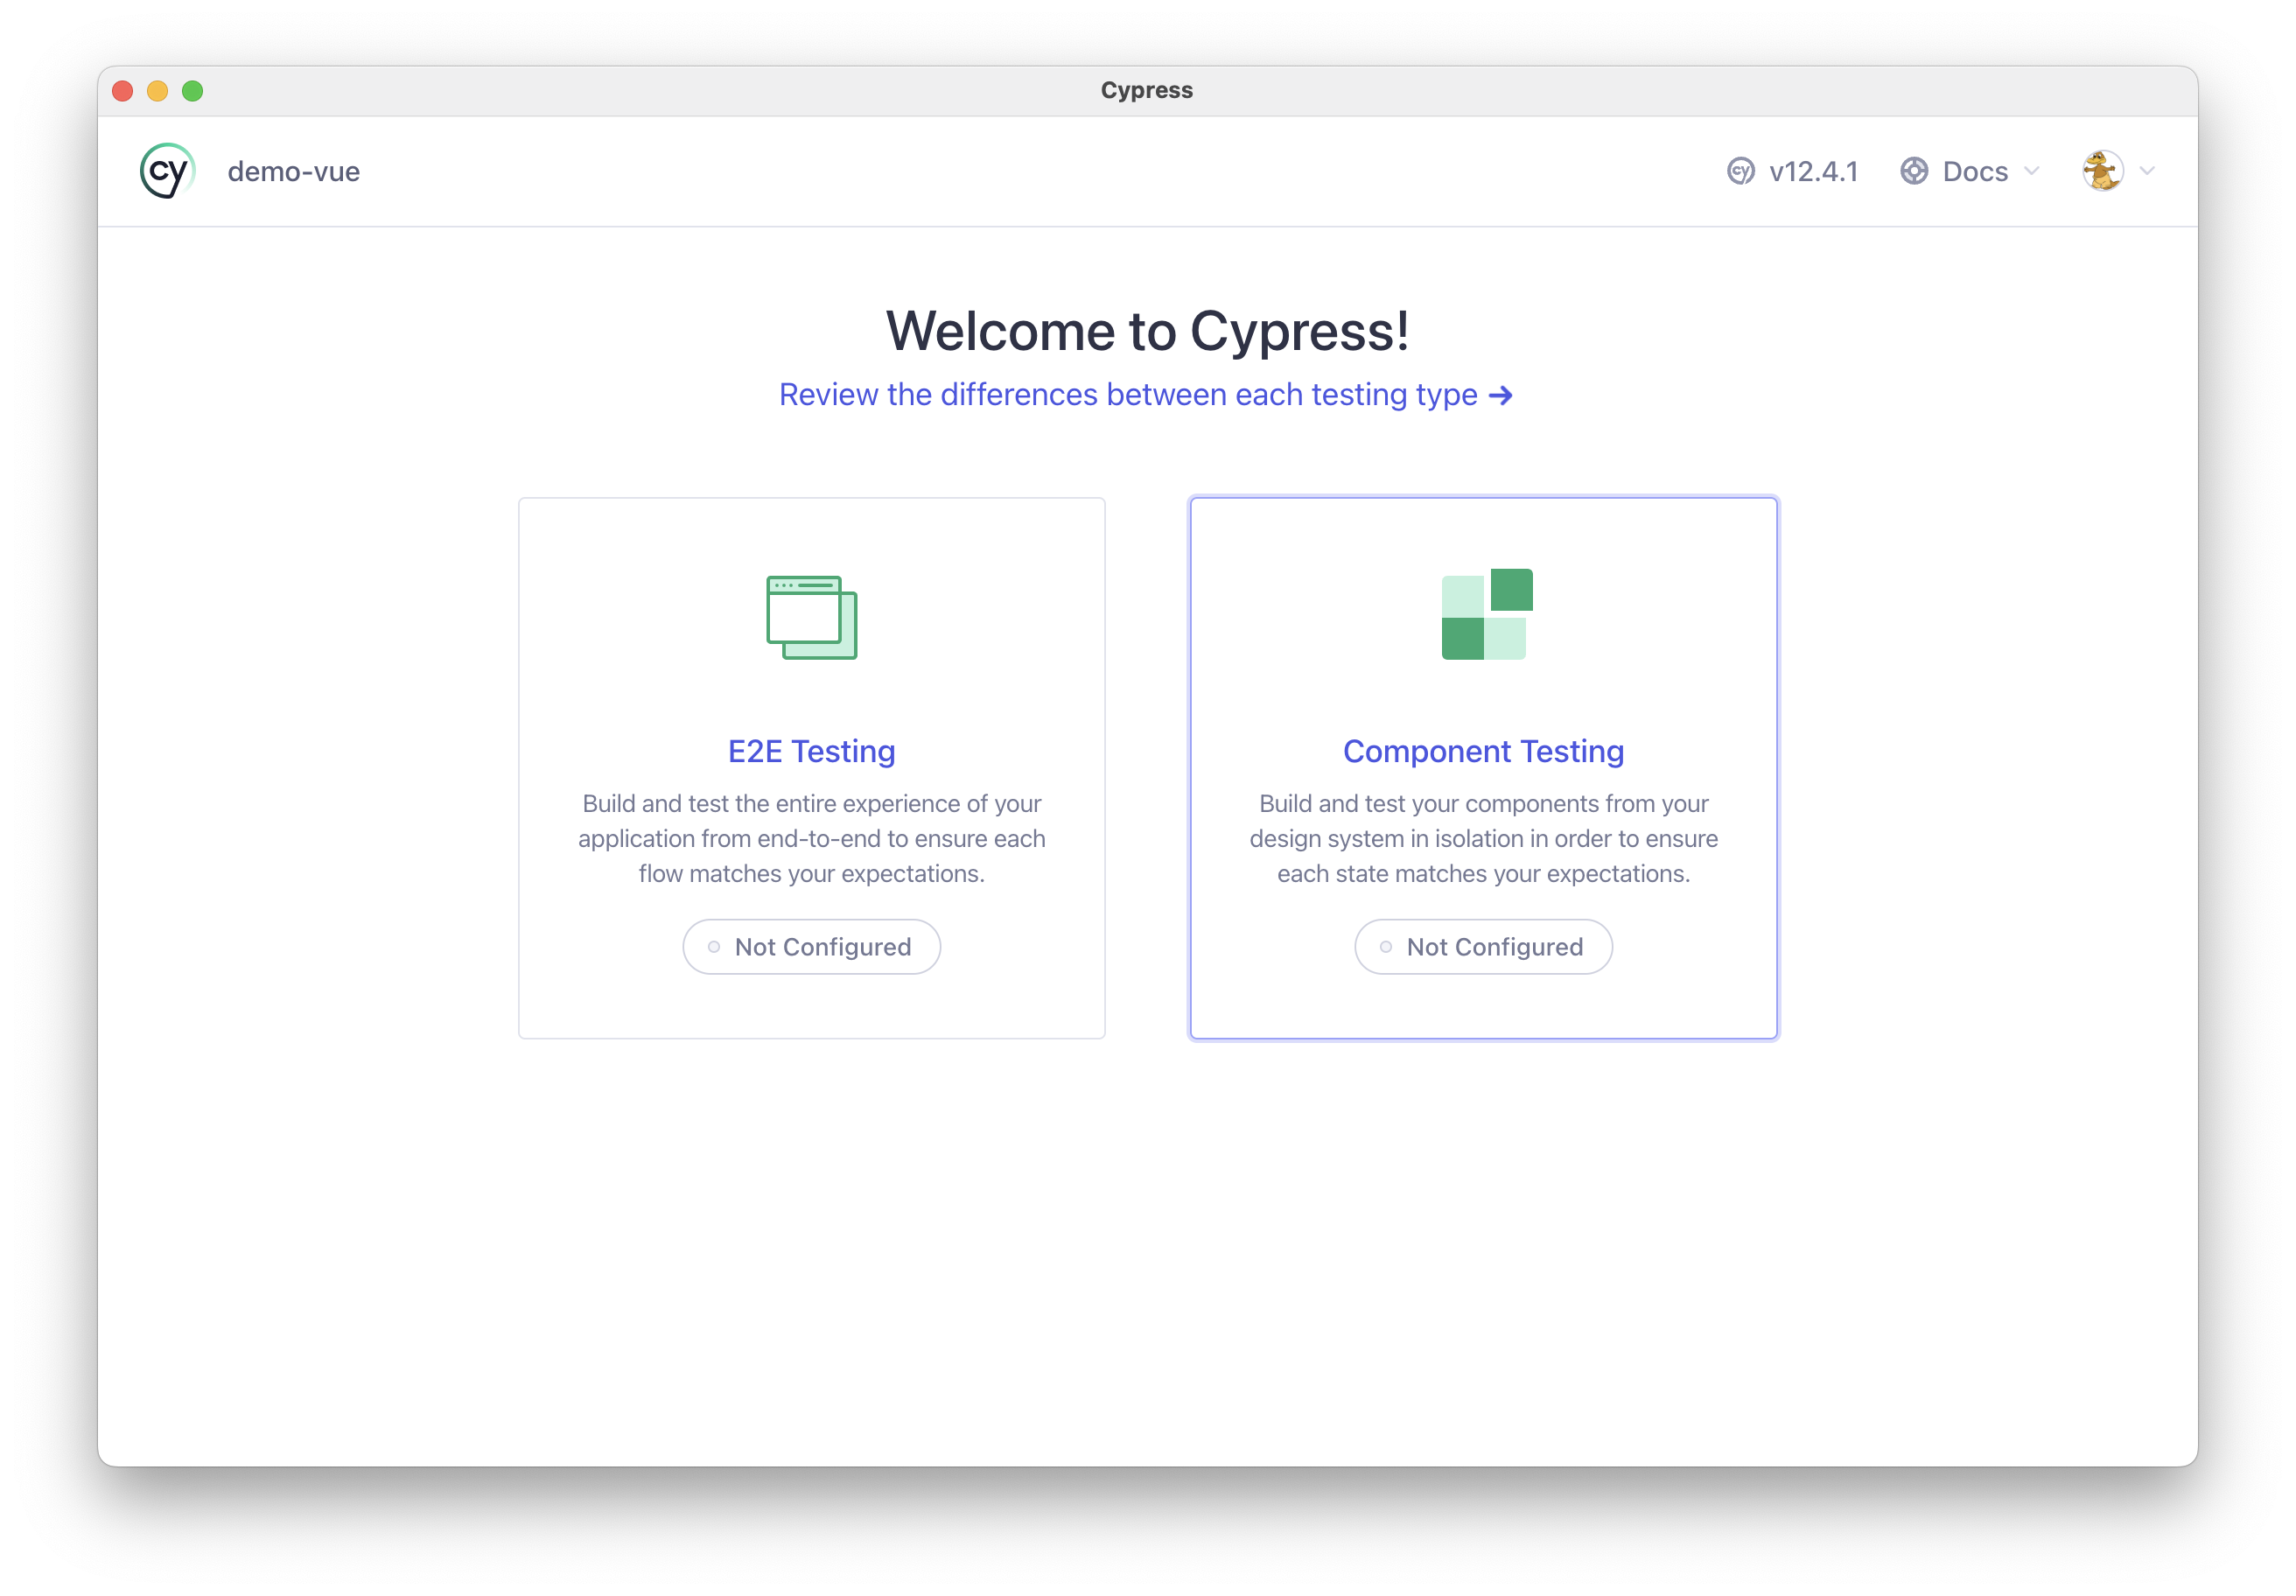 Cypress
cy demo-vue
cy v12.4.1 Docs
Welcome to Cypress!
Review the differences between each testing type →
E2E Testing
Build and test the entire experience of your
application from end-to-end to ensure each
flow matches your expectations.
Not Configured
Component Testing
Build and test your components from your
design system in isolation in order to ensure
each state matches your expectations.
Not Configured